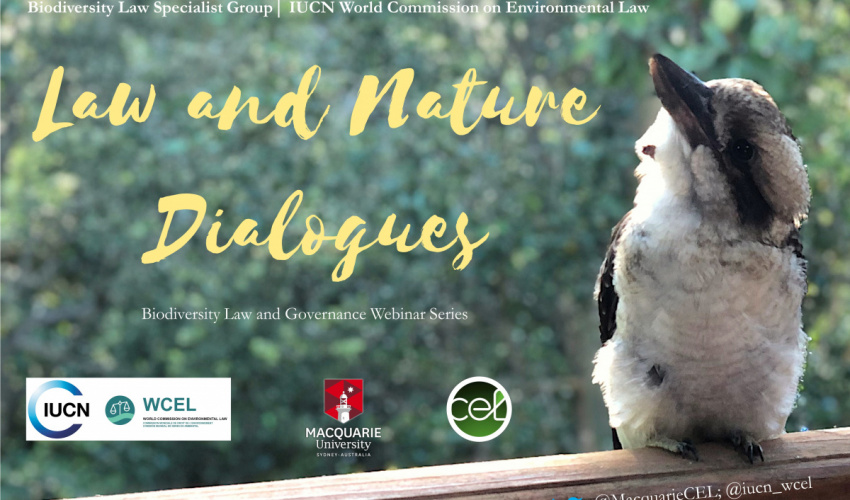 Biodiversity Law Specialist Group| IUCN World Commission on Environmental Law
Law and Nature
Dialogues
Biodiversity Law and Governance Webinar Series
IUCN
WCEL
WORLD COMMISSION ON ENVIRONMENTAL LAW
MACQUARIE
University
SYDNEY-AUSTRALIA
cel
@MacquarieCEL; @iucn_wcel